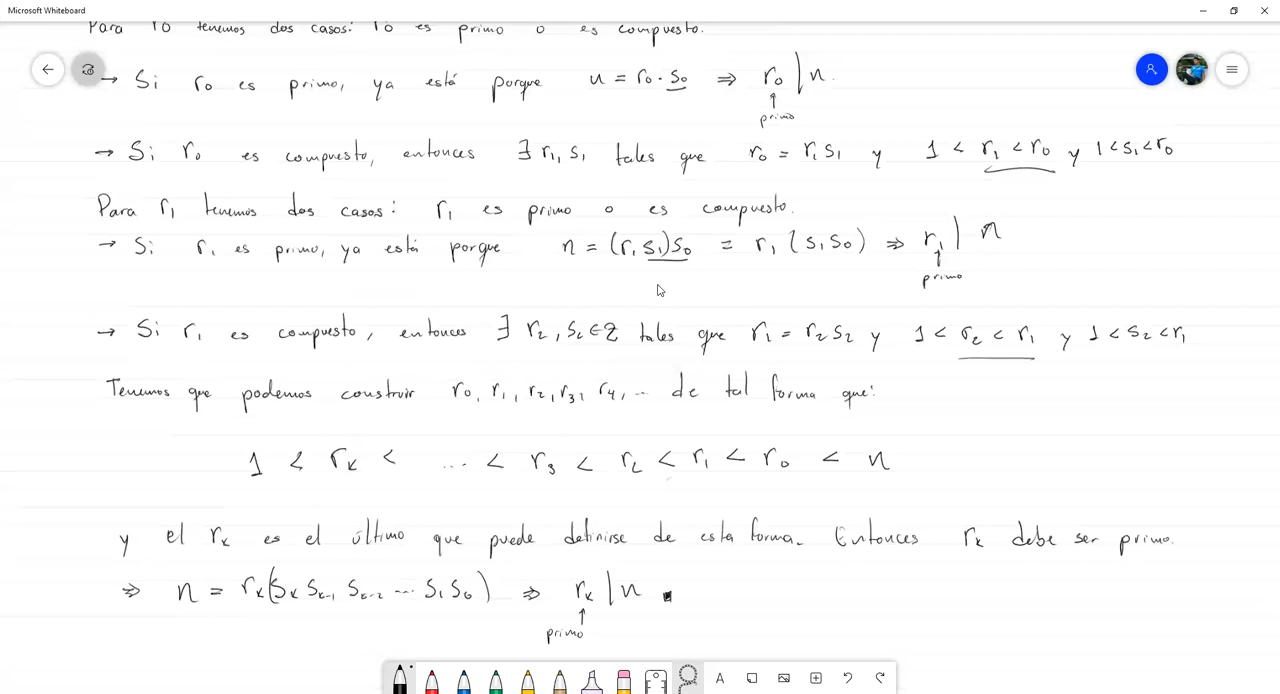 Microsoft Whiteboard
Para r0 tenemos dos casos: r0 es primo o es compuesto.
→ Si r0 es primo, ya está porque n = r0 · s0 ⇒ r0 | n.
↑
primo
→ Si r0 es compuesto, entonces ∃ r1, s1 tales que r0 = r1 s1 y 1 < r1 < r0 y 1 < s1 < r0
Para r1 tenemos dos casos: r1 es primo o es compuesto.
→ Si r1 es primo, ya está porque n = (r1 s1) s0 = r1 (s1 s0) ⇒ r1 | n
↑
primo
→ Si r1 es compuesto, entonces ∃ r2, s2 ∈ Z tales que r1 = r2 s2 y 1 < r2 < r1 y 1 < s2 < r1
Tenemos que podemos construir r0, r1, r2, r3, r4, ... de tal forma que:
1 < rk < ... < r3 < r2 < r1 < r0 < n
y el rk es el último que puede definirse de esta forma. Entonces rk debe ser primo.
⇒ n = rk(sk sk-1 sk-2 ... s1 s0) ⇒ rk | n ▪
↑
primo
A